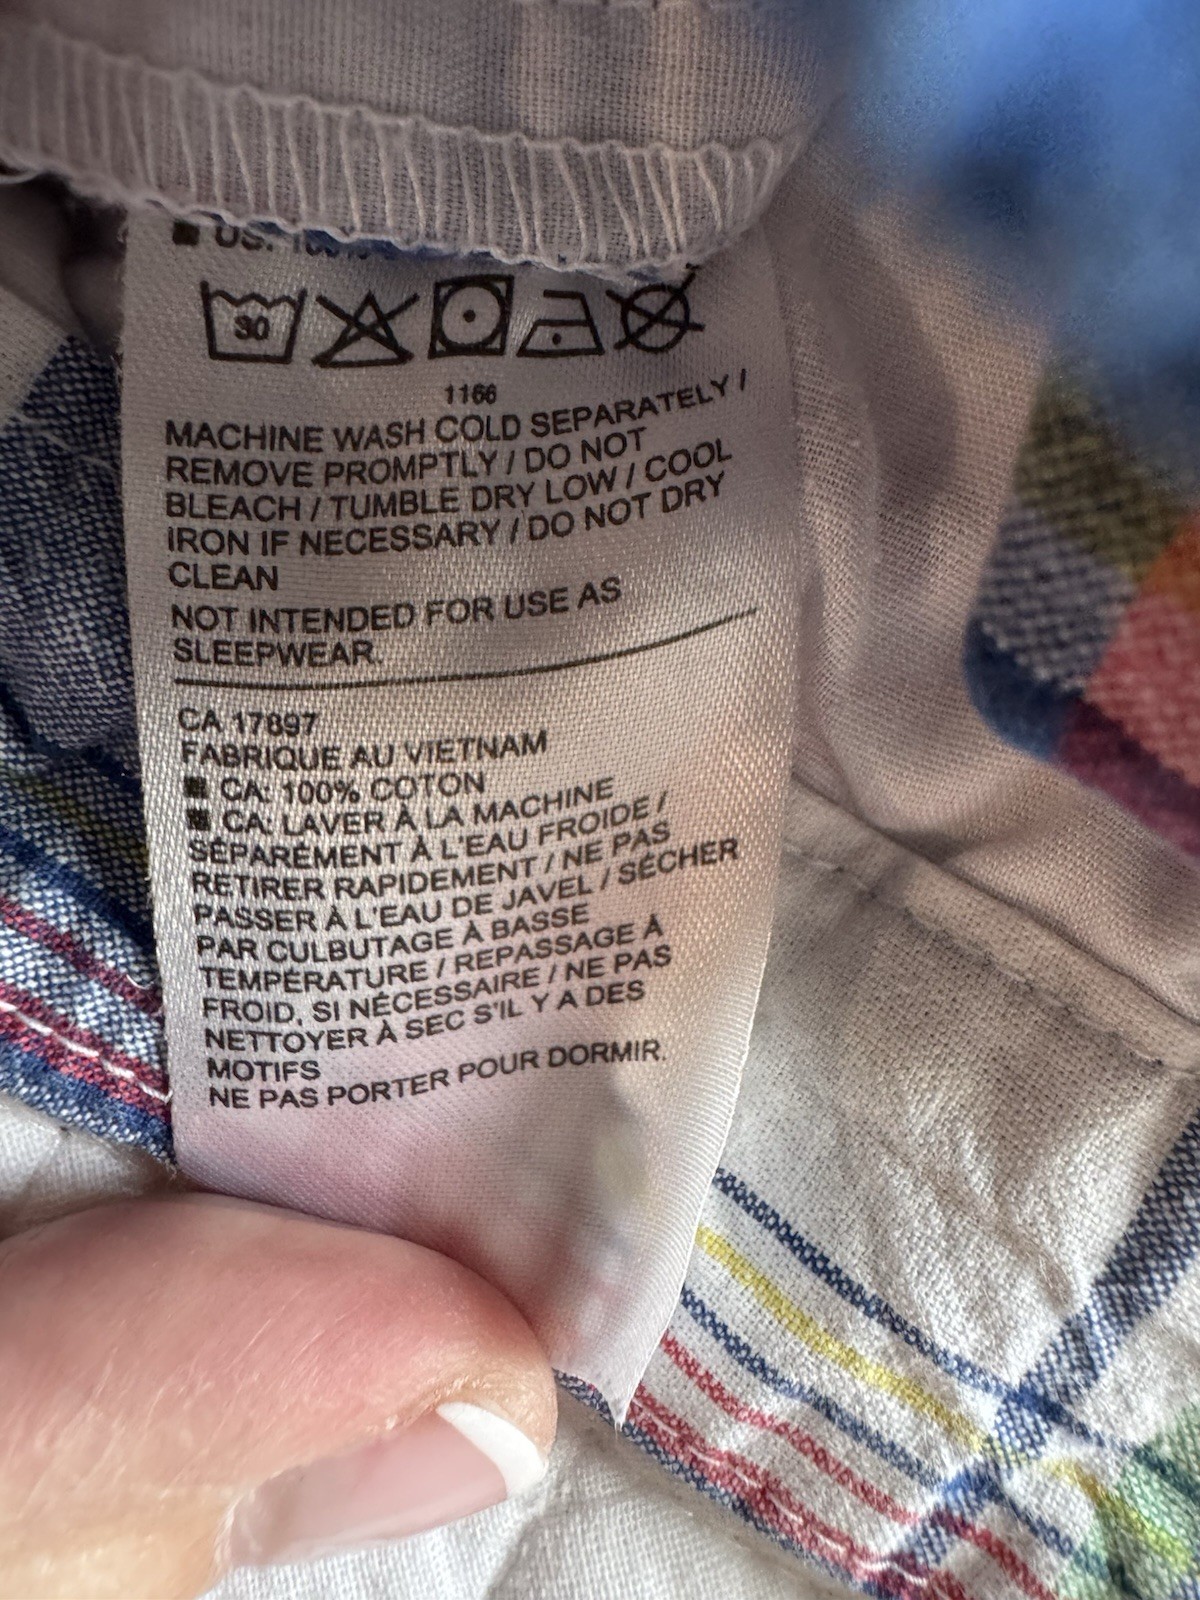 ■ US:
30
1166
MACHINE WASH COLD SEPARATELY /
REMOVE PROMPTLY / DO NOT
BLEACH / TUMBLE DRY LOW / COOL
IRON IF NECESSARY / DO NOT DRY
CLEAN
NOT INTENDED FOR USE AS
SLEEPWEAR.
CA 17897
FABRIQUE AU VIETNAM
■ CA: 100% COTON
■ CA: LAVER À LA MACHINE
SÉPARÉMENT À L'EAU FROIDE /
RETIRER RAPIDEMENT / NE PAS
PASSER À L'EAU DE JAVEL / SÉCHER
PAR CULBUTAGE À BASSE
TEMPÉRATURE / REPASSAGE À
FROID, SI NÉCESSAIRE / NE PAS
NETTOYER À SEC S'IL Y A DES
MOTIFS
NE PAS PORTER POUR DORMIR.